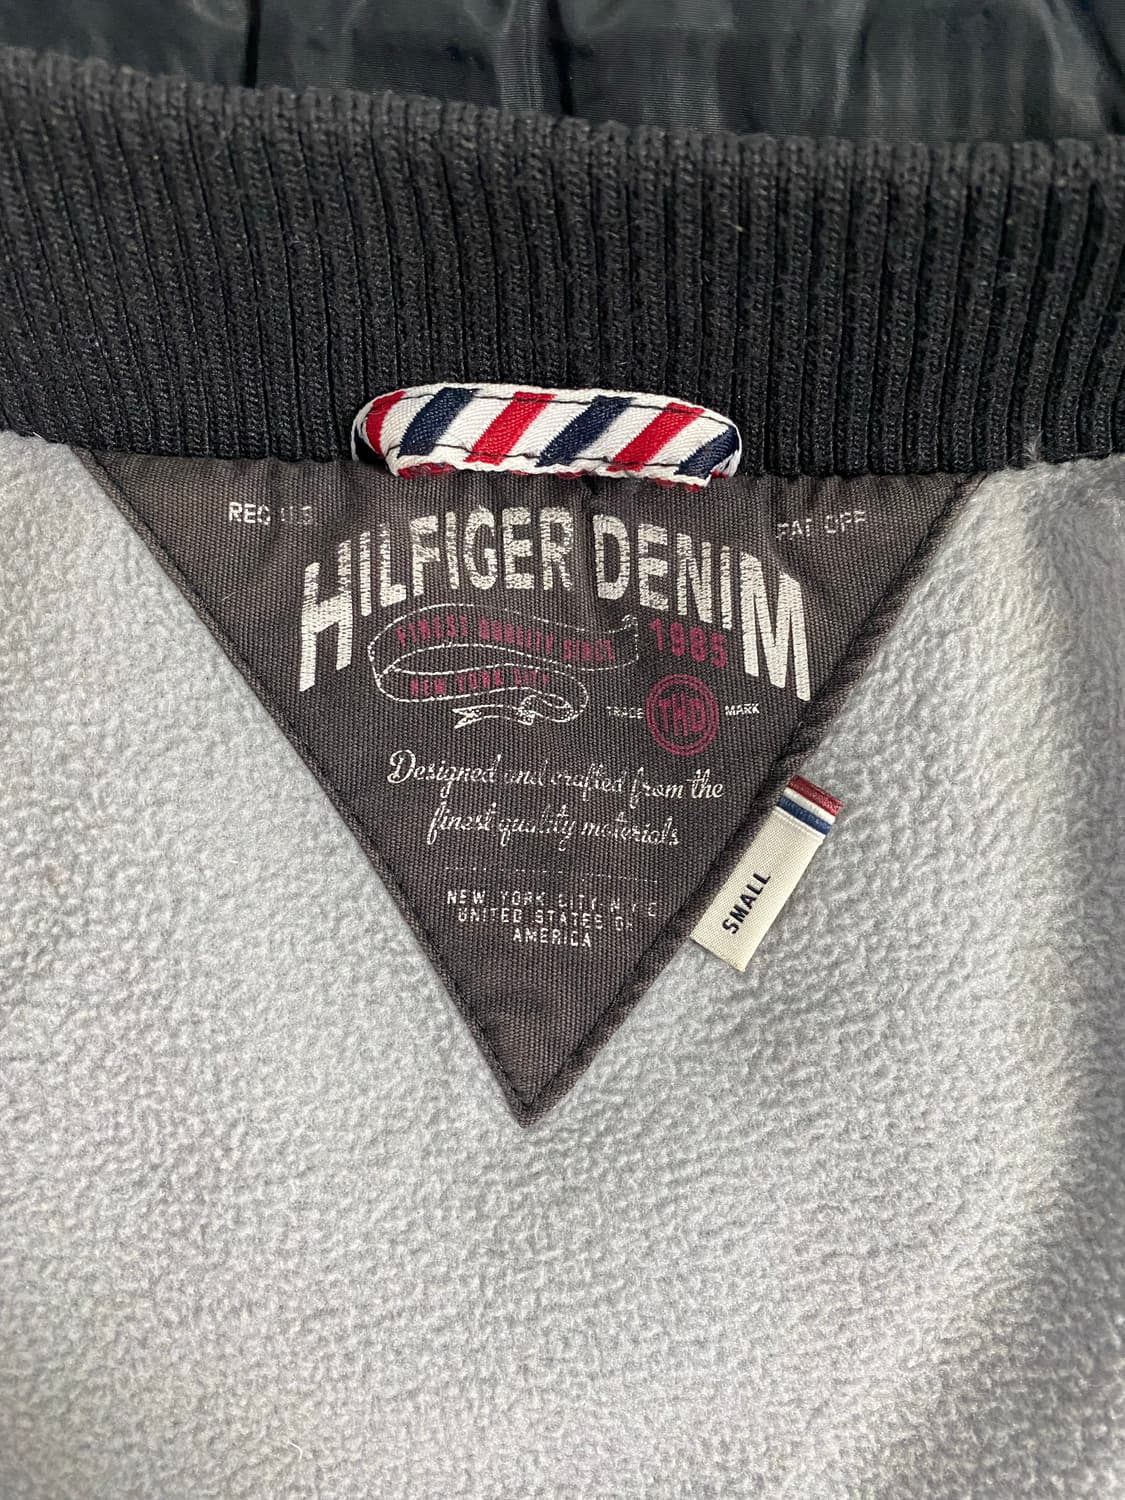 REG U.S. PAT OFF
HILFIGER DENIM
FINEST QUALITY SINCE 1985
NEW YORK CITY
TRADE THD MARK
Designed and crafted from the
finest quality materials
NEW YORK CITY NYC
UNITED STATES OF
AMERICA
SMALL